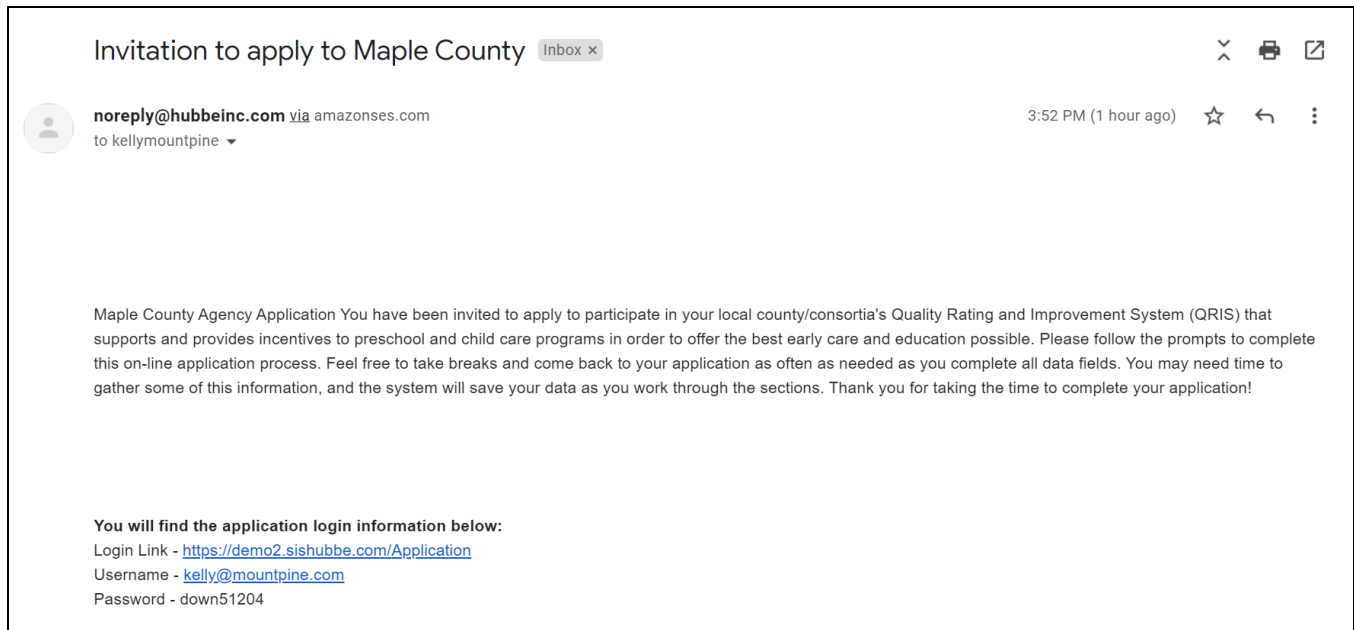 Invitation to apply to Maple County Inbox ×
noreply@hubbeinc.com via amazonses.com 3:52 PM (1 hour ago)
to kellymountpine
Maple County Agency Application You have been invited to apply to participate in your local county/consortia's Quality Rating and Improvement System (QRIS) that
supports and provides incentives to preschool and child care programs in order to offer the best early care and education possible. Please follow the prompts to complete
this on-line application process. Feel free to take breaks and come back to your application as often as needed as you complete all data fields. You may need time to
gather some of this information, and the system will save your data as you work through the sections. Thank you for taking the time to complete your application!
You will find the application login information below:
Login Link - https://demo2.sishubbe.com/Application
Username - kelly@mountpine.com
Password - down51204